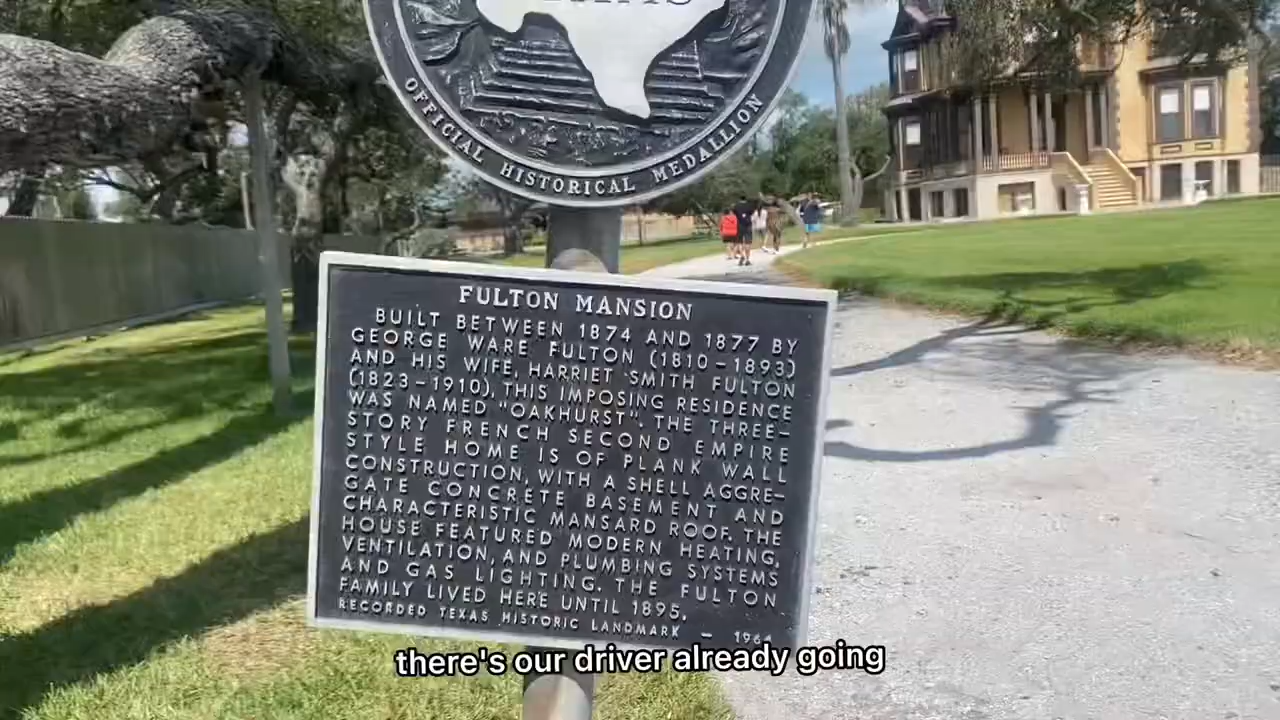 OFFICIAL HISTORICAL MEDALLION
FULTON MANSION
BUILT BETWEEN 1874 AND 1877 BY
GEORGE WARE FULTON (1810–1893)
AND HIS WIFE, HARRIET SMITH FULTON
(1823–1910), THIS IMPOSING RESIDENCE
WAS NAMED "OAKHURST". THE THREE–
STORY FRENCH SECOND EMPIRE
STYLE HOME IS OF PLANK WALL
CONSTRUCTION, WITH A SHELL AGGRE–
GATE CONCRETE BASEMENT AND
CHARACTERISTIC MANSARD ROOF. THE
HOUSE FEATURED MODERN HEATING,
VENTILATION, AND PLUMBING SYSTEMS
AND GAS LIGHTING. THE FULTON
FAMILY LIVED HERE UNTIL 1895.
RECORDED TEXAS HISTORIC LANDMARK – 1964
there's our driver already going